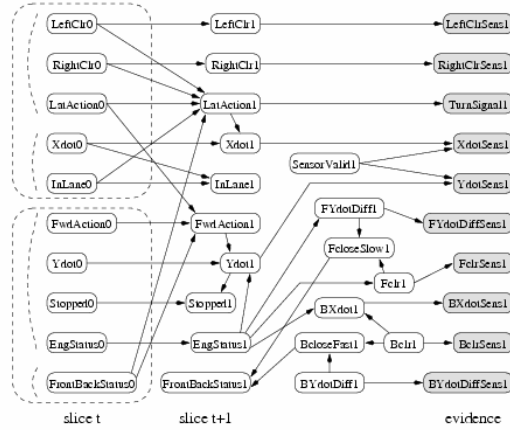 LeftClr0 LeftClr1 LeftClrSens1
RightClr0 RightClr1 RightClrSens1
LatAction0 LatAction1 TurnSignal1
Xdot0 Xdot1 XdotSens1
SensorValid1
InLane0 InLane1 YdotSens1
FYdotDiff1
FwdAction0 FwdAction1 FYdotDiffSens1
FcloseSlow1
Ydot0 Ydot1 FclrSens1
Fclr1
Stopped0 Stopped1 BXdot1 BXdotSens1
EngStatus0 EngStatus1 BcloseFast1 Bclr1 BclrSens1
FrontBackStatus0 FrontBackStatus1 BYdotDiff1 BYdotDiffSens1
slice t slice t+1 evidence